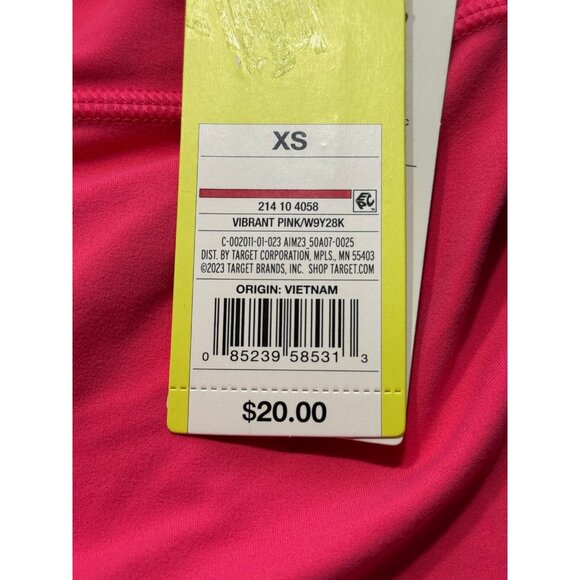 XS
214 10 4058
VIBRANT PINK/W9Y28K
C-002011-01-023 AIM23_50A07-0025
DIST. BY TARGET CORPORATION, MPLS., MN 55403
©2023 TARGET BRANDS, INC. SHOP TARGET.COM
ORIGIN: VIETNAM
0 85239 58531 3
$20.00